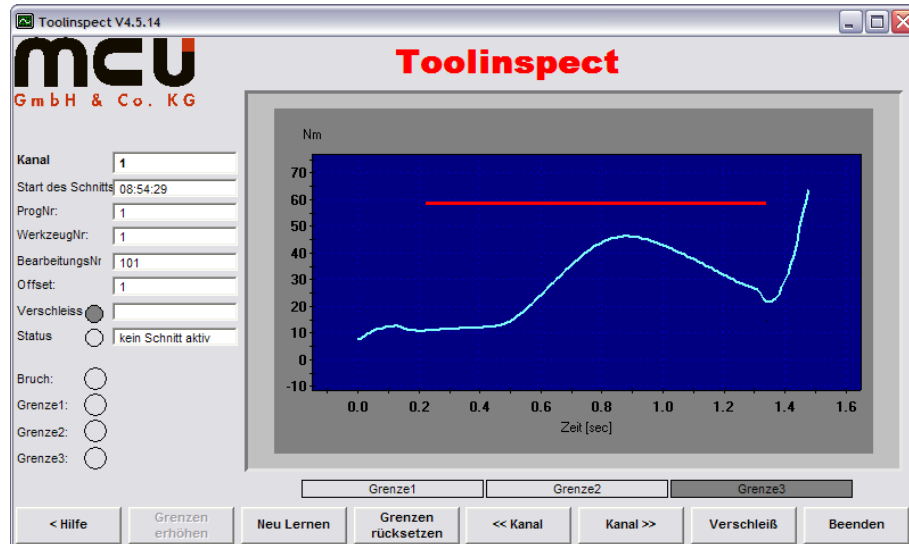 Toolinspect V4.5.14
mcu
GmbH & Co. KG
Toolinspect
Kanal 1
Start des Schnitts 08:54:29
ProgNr: 1
WerkzeugNr: 1
BearbeitungsNr 101
Offset: 1
Verschleiss
Status kein Schnitt aktiv
Bruch:
Grenze1:
Grenze2:
Grenze3:
Nm
70
60
50
40
30
20
10
0
-10
0.0 0.2 0.4 0.6 0.8 1.0 1.2 1.4 1.6
Zeit [sec]
Grenze1 Grenze2 Grenze3
< Hilfe
Grenzen
erhöhen
Neu Lernen
Grenzen
rücksetzen
<< Kanal
Kanal >>
Verschleiß
Beenden